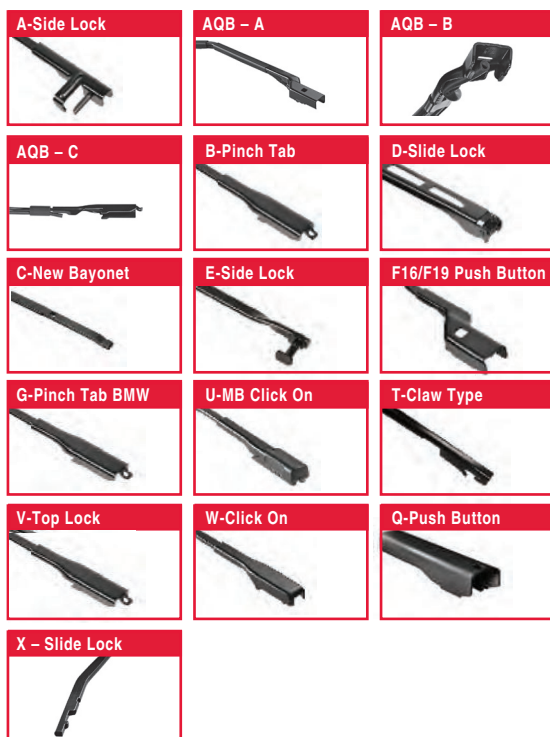 A-Side Lock
AQB – A
AQB – B
AQB – C
B-Pinch Tab
D-Slide Lock
C-New Bayonet
E-Side Lock
F16/F19 Push Button
G-Pinch Tab BMW
U-MB Click On
T-Claw Type
V-Top Lock
W-Click On
Q-Push Button
X – Slide Lock